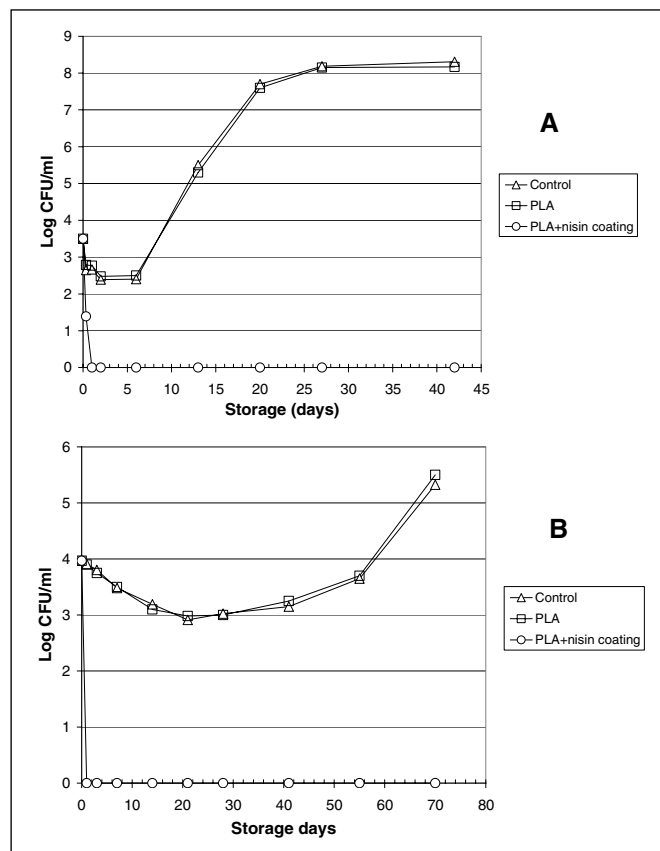 9
8
7
6
5
4
3
2
1
0
Log CFU/ml
0 5 10 15 20 25 30 35 40 45
Storage (days)
A
Control
PLA
PLA+nisin coating
6
5
4
3
2
1
0
Log CFU/ml
0 10 20 30 40 50 60 70 80
Storage days
B
Control
PLA
PLA+nisin coating